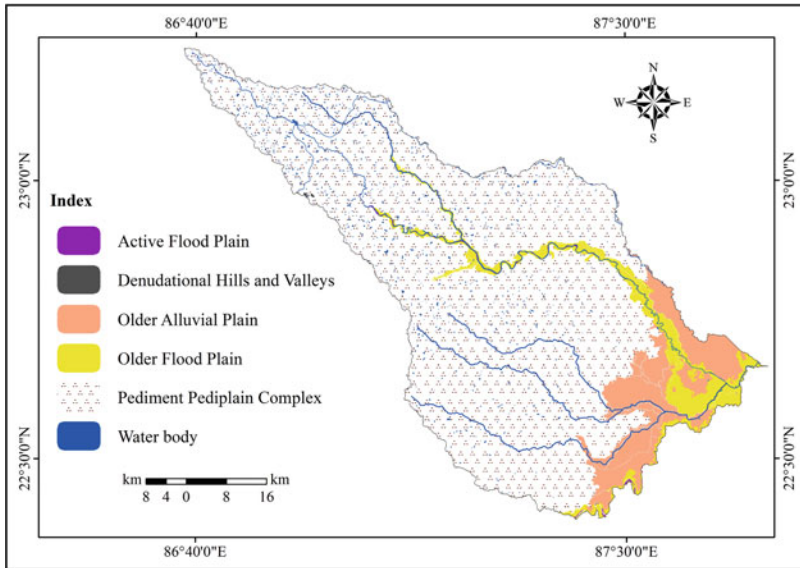 86°40'0"E 87°30'0"E
N
W E
S
23°0'0"N 23°0'0"N
Index
Active Flood Plain
Denudational Hills and Valleys
Older Alluvial Plain
Older Flood Plain
Pediment Pediplain Complex
Water body
22°30'0"N 22°30'0"N
km km
8 4 0 8 16
86°40'0"E 87°30'0"E